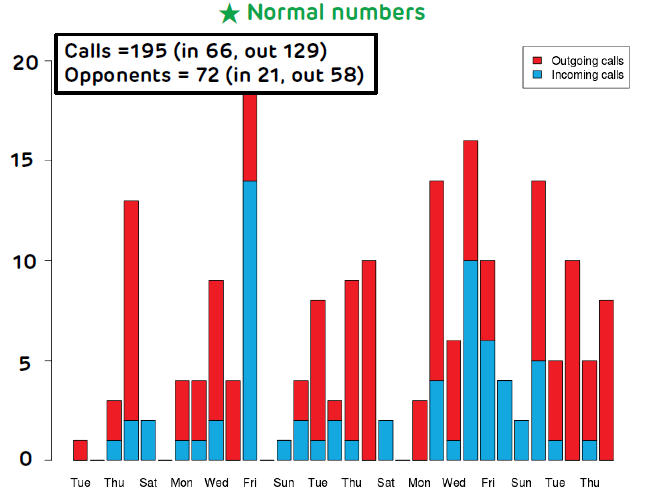 ★ Normal numbers
Calls =195 (in 66, out 129)
Opponents = 72 (in 21, out 58)
Outgoing calls
Incoming calls
20
15
10
5
0
Tue Thu Sat Mon Wed Fri Sun Tue Thu Sat Mon Wed Fri Sun Tue Thu